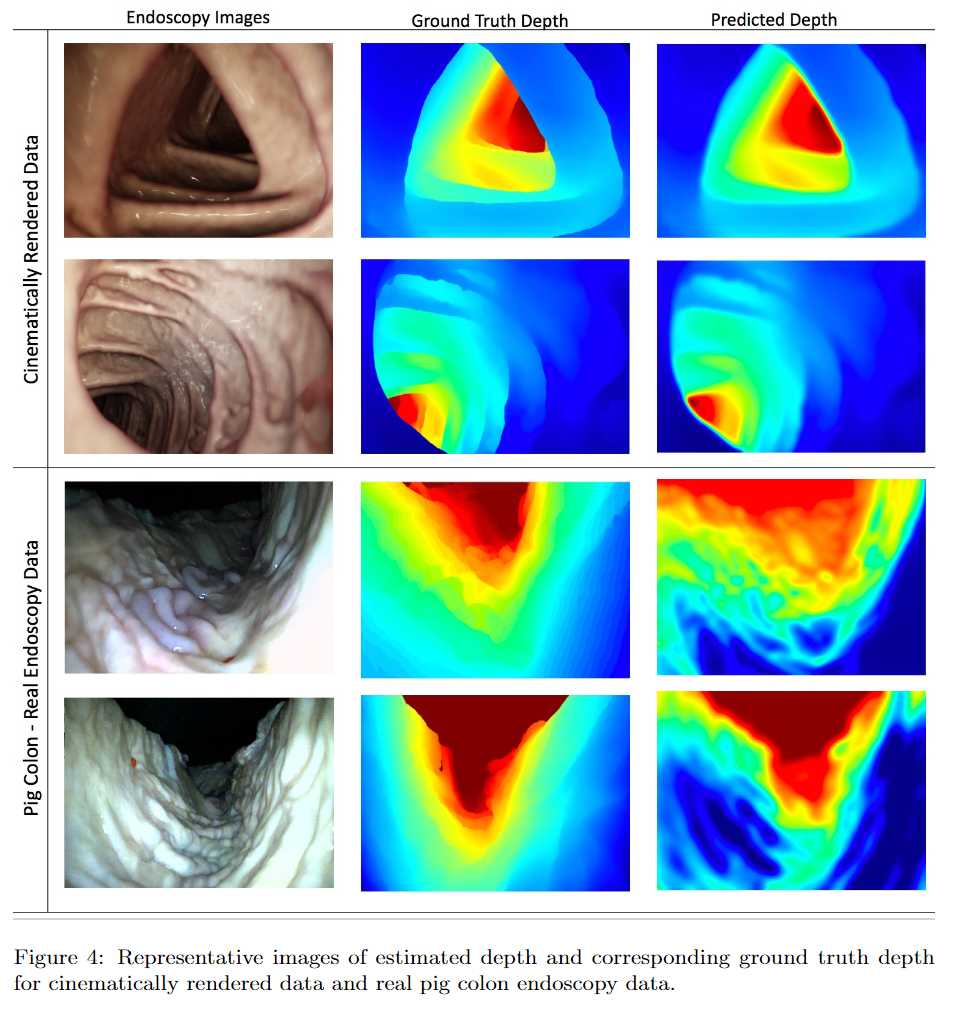 Endoscopy Images
Ground Truth Depth
Predicted Depth
Cinematically Rendered Data
Pig Colon - Real Endoscopy Data
Figure 4: Representative images of estimated depth and corresponding ground truth depth
for cinematically rendered data and real pig colon endoscopy data.